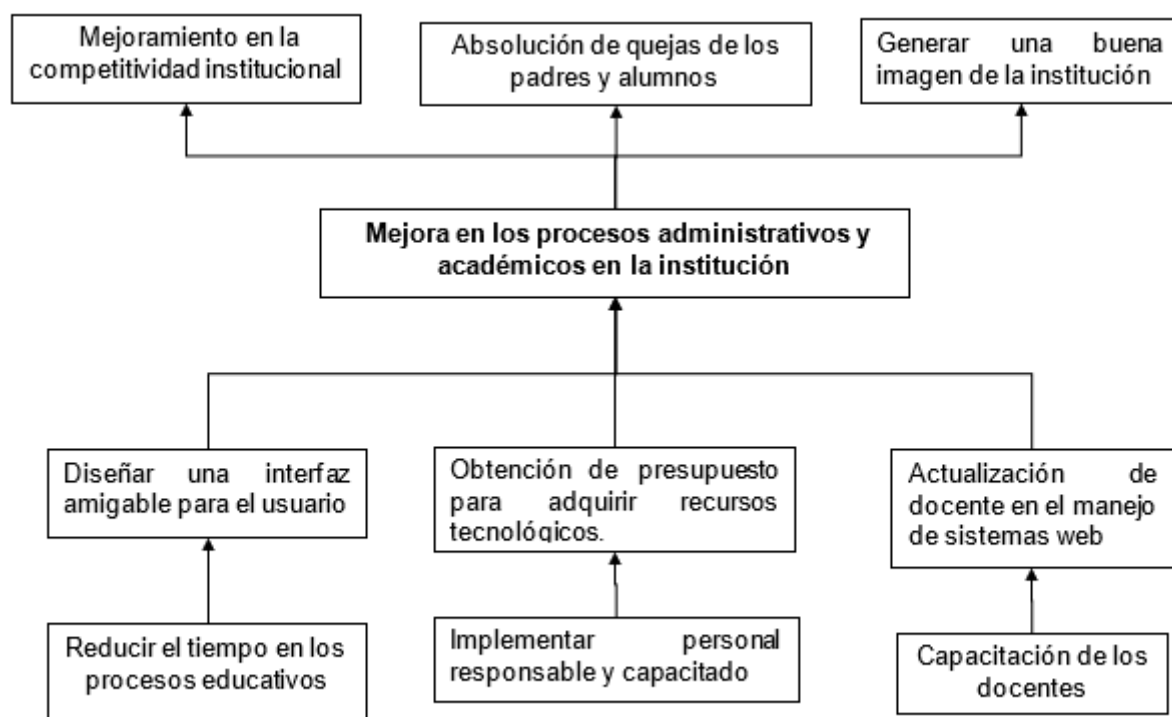 Mejoramiento en la
competitividad institucional
Absolución de quejas de los
padres y alumnos
Generar una buena
imagen de la institución
Mejora en los procesos administrativos y
académicos en la institución
Diseñar una interfaz
amigable para el usuario
Obtención de presupuesto
para adquirir recursos
tecnológicos.
Actualización de
docente en el manejo
de sistemas web
Reducir el tiempo en los
procesos educativos
Implementar personal
responsable y capacitado
Capacitación de los
docentes